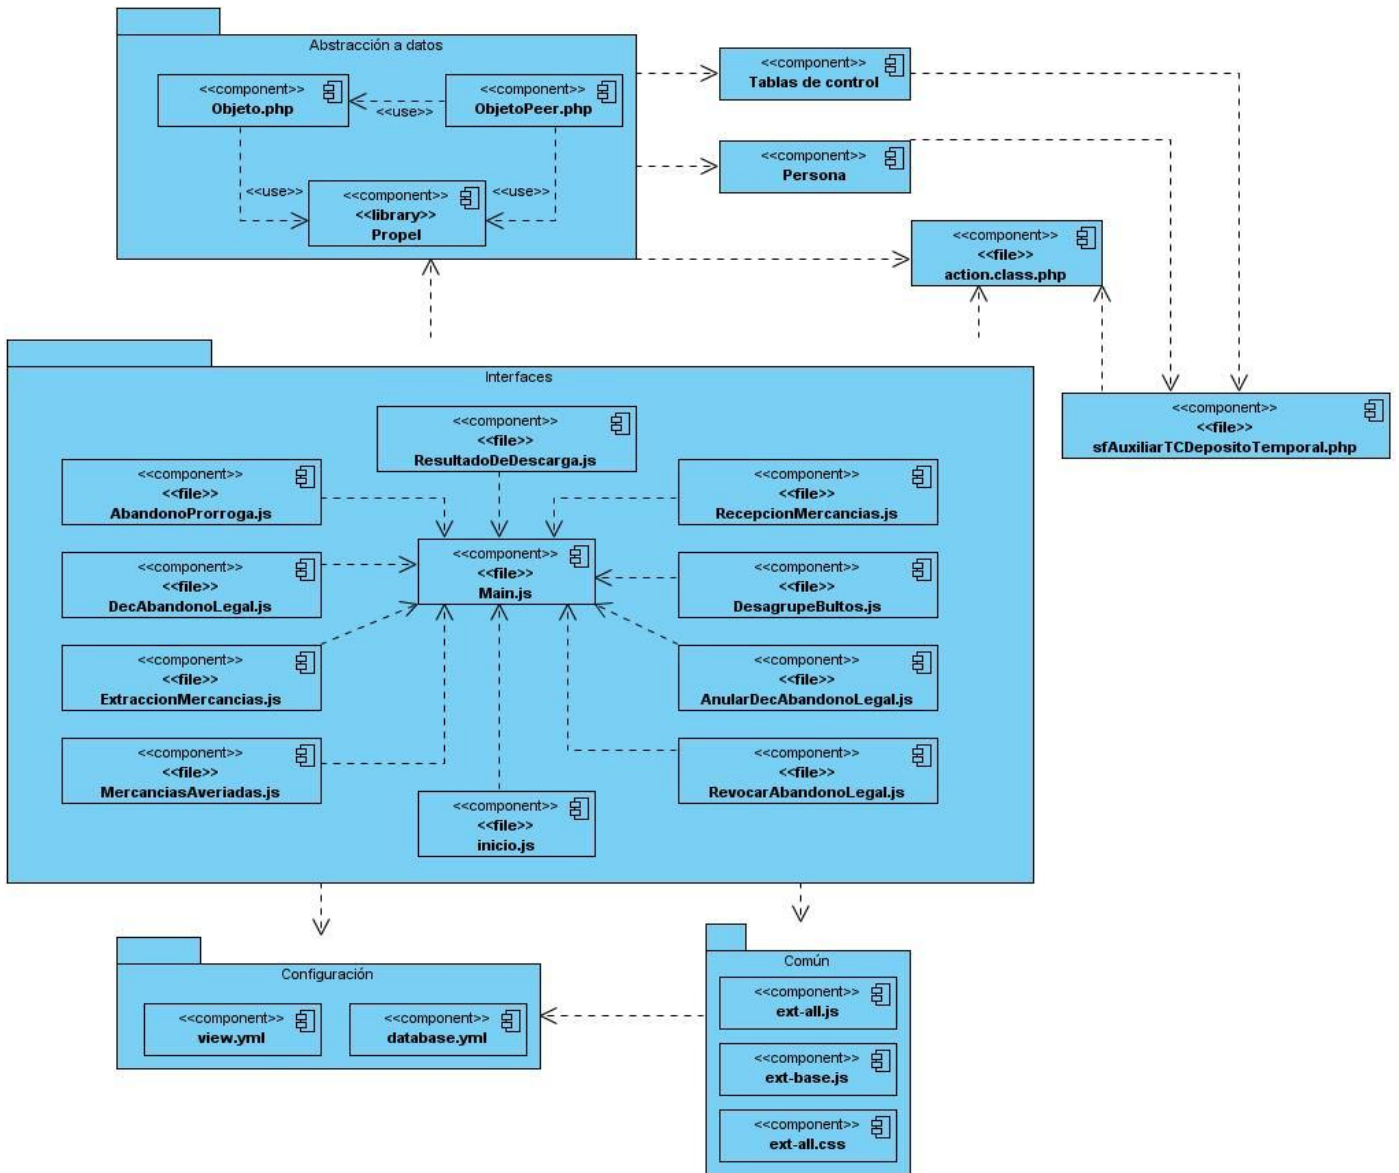 Abstracción a datos
<<component>>
Objeto.php
<<use>>
<<component>>
ObjetoPeer.php
<<use>>
<<use>>
<<component>>
<<library>>
Propel
<<component>>
Tablas de control
<<component>>
Persona
<<component>>
<<file>>
action.class.php
<<component>>
<<file>>
sfAuxiliarTCDepositoTemporal.php
Interfaces
<<component>>
<<file>>
ResultadoDeDescarga.js
<<component>>
<<file>>
AbandonoProrroga.js
<<component>>
<<file>>
RecepcionMercancias.js
<<component>>
<<file>>
DecAbandonoLegal.js
<<component>>
<<file>>
Main.js
<<component>>
<<file>>
DesagrupeBultos.js
<<component>>
<<file>>
ExtraccionMercancias.js
<<component>>
<<file>>
AnularDecAbandonoLegal.js
<<component>>
<<file>>
MercanciasAveriadas.js
<<component>>
<<file>>
inicio.js
<<component>>
<<file>>
RevocarAbandonoLegal.js
Configuración
<<component>>
view.yml
<<component>>
database.yml
Común
<<component>>
ext-all.js
<<component>>
ext-base.js
<<component>>
ext-all.css